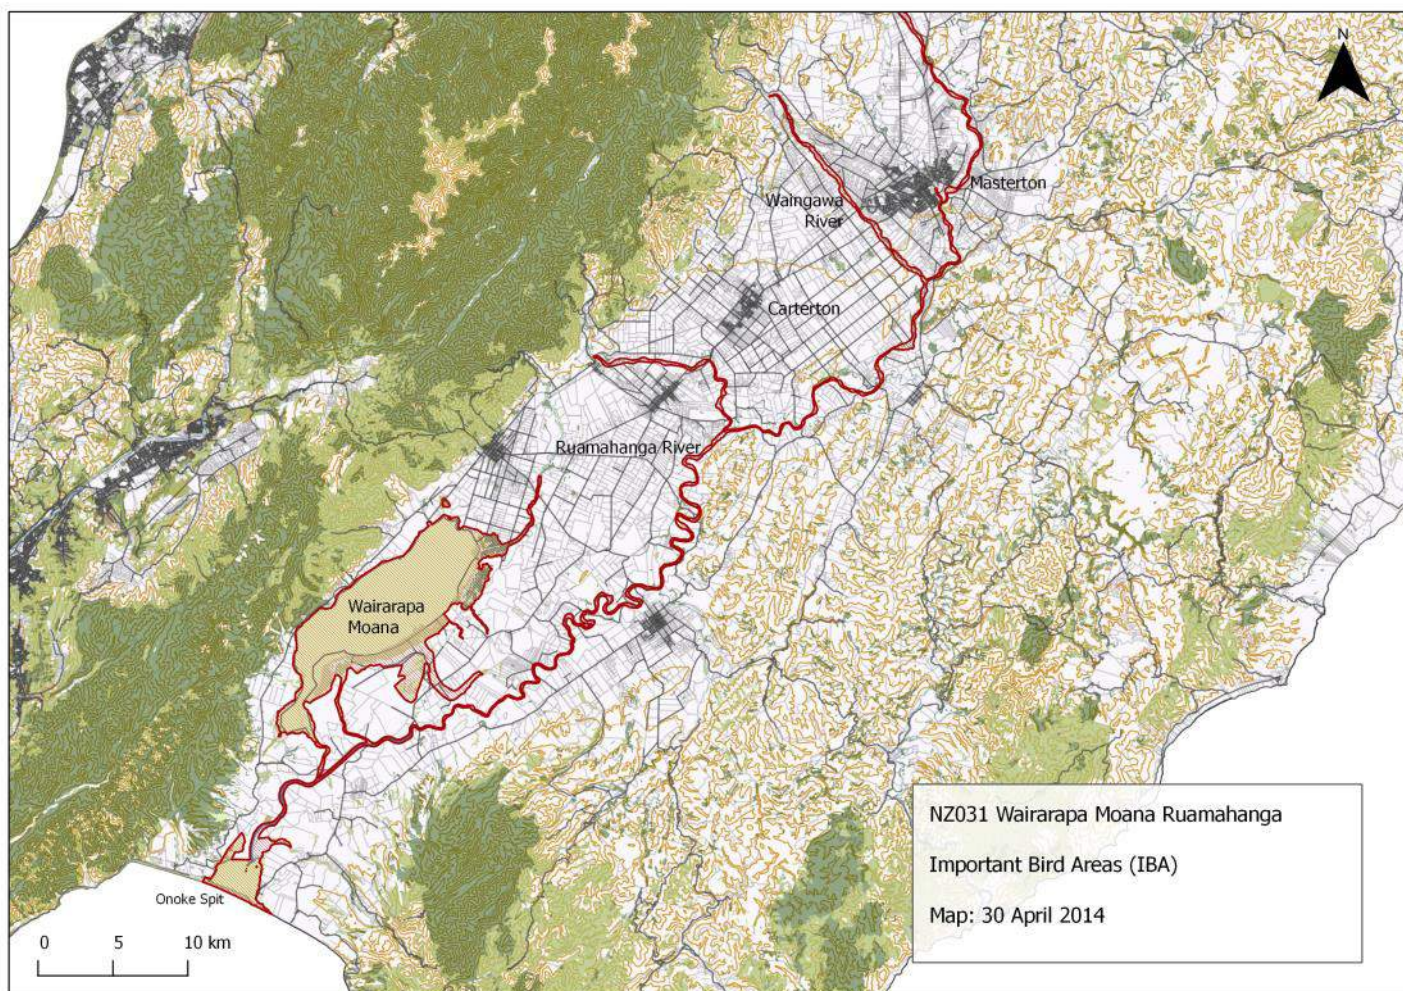 N
Masterton
Waingawa
River
Carterton
Ruamahanga River
Wairarapa
Moana
Onoke Spit
0 5 10 km
NZ031 Wairarapa Moana Ruamahanga
Important Bird Areas (IBA)
Map: 30 April 2014